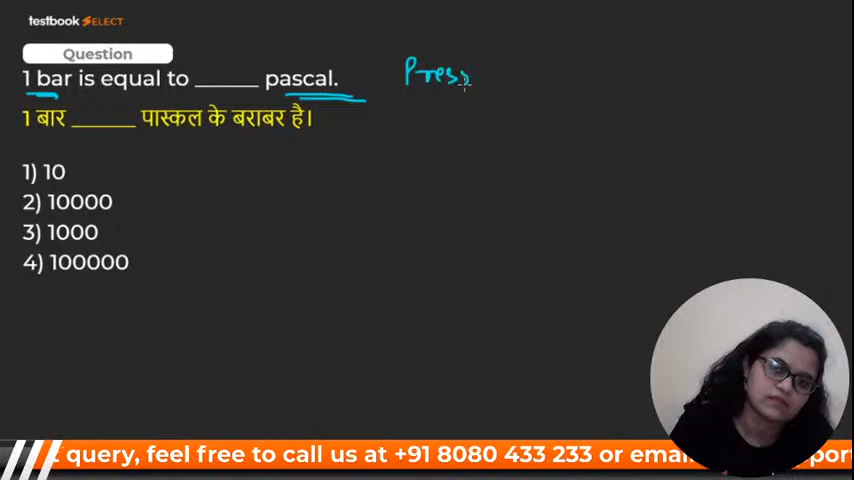 testbook SELECT
Question
1 bar is equal to ______ pascal.
Press
1 बार ______ पास्कल के बराबर है।
1) 10
2) 10000
3) 1000
4) 100000
query, feel free to call us at +91 8080 433 233 or email